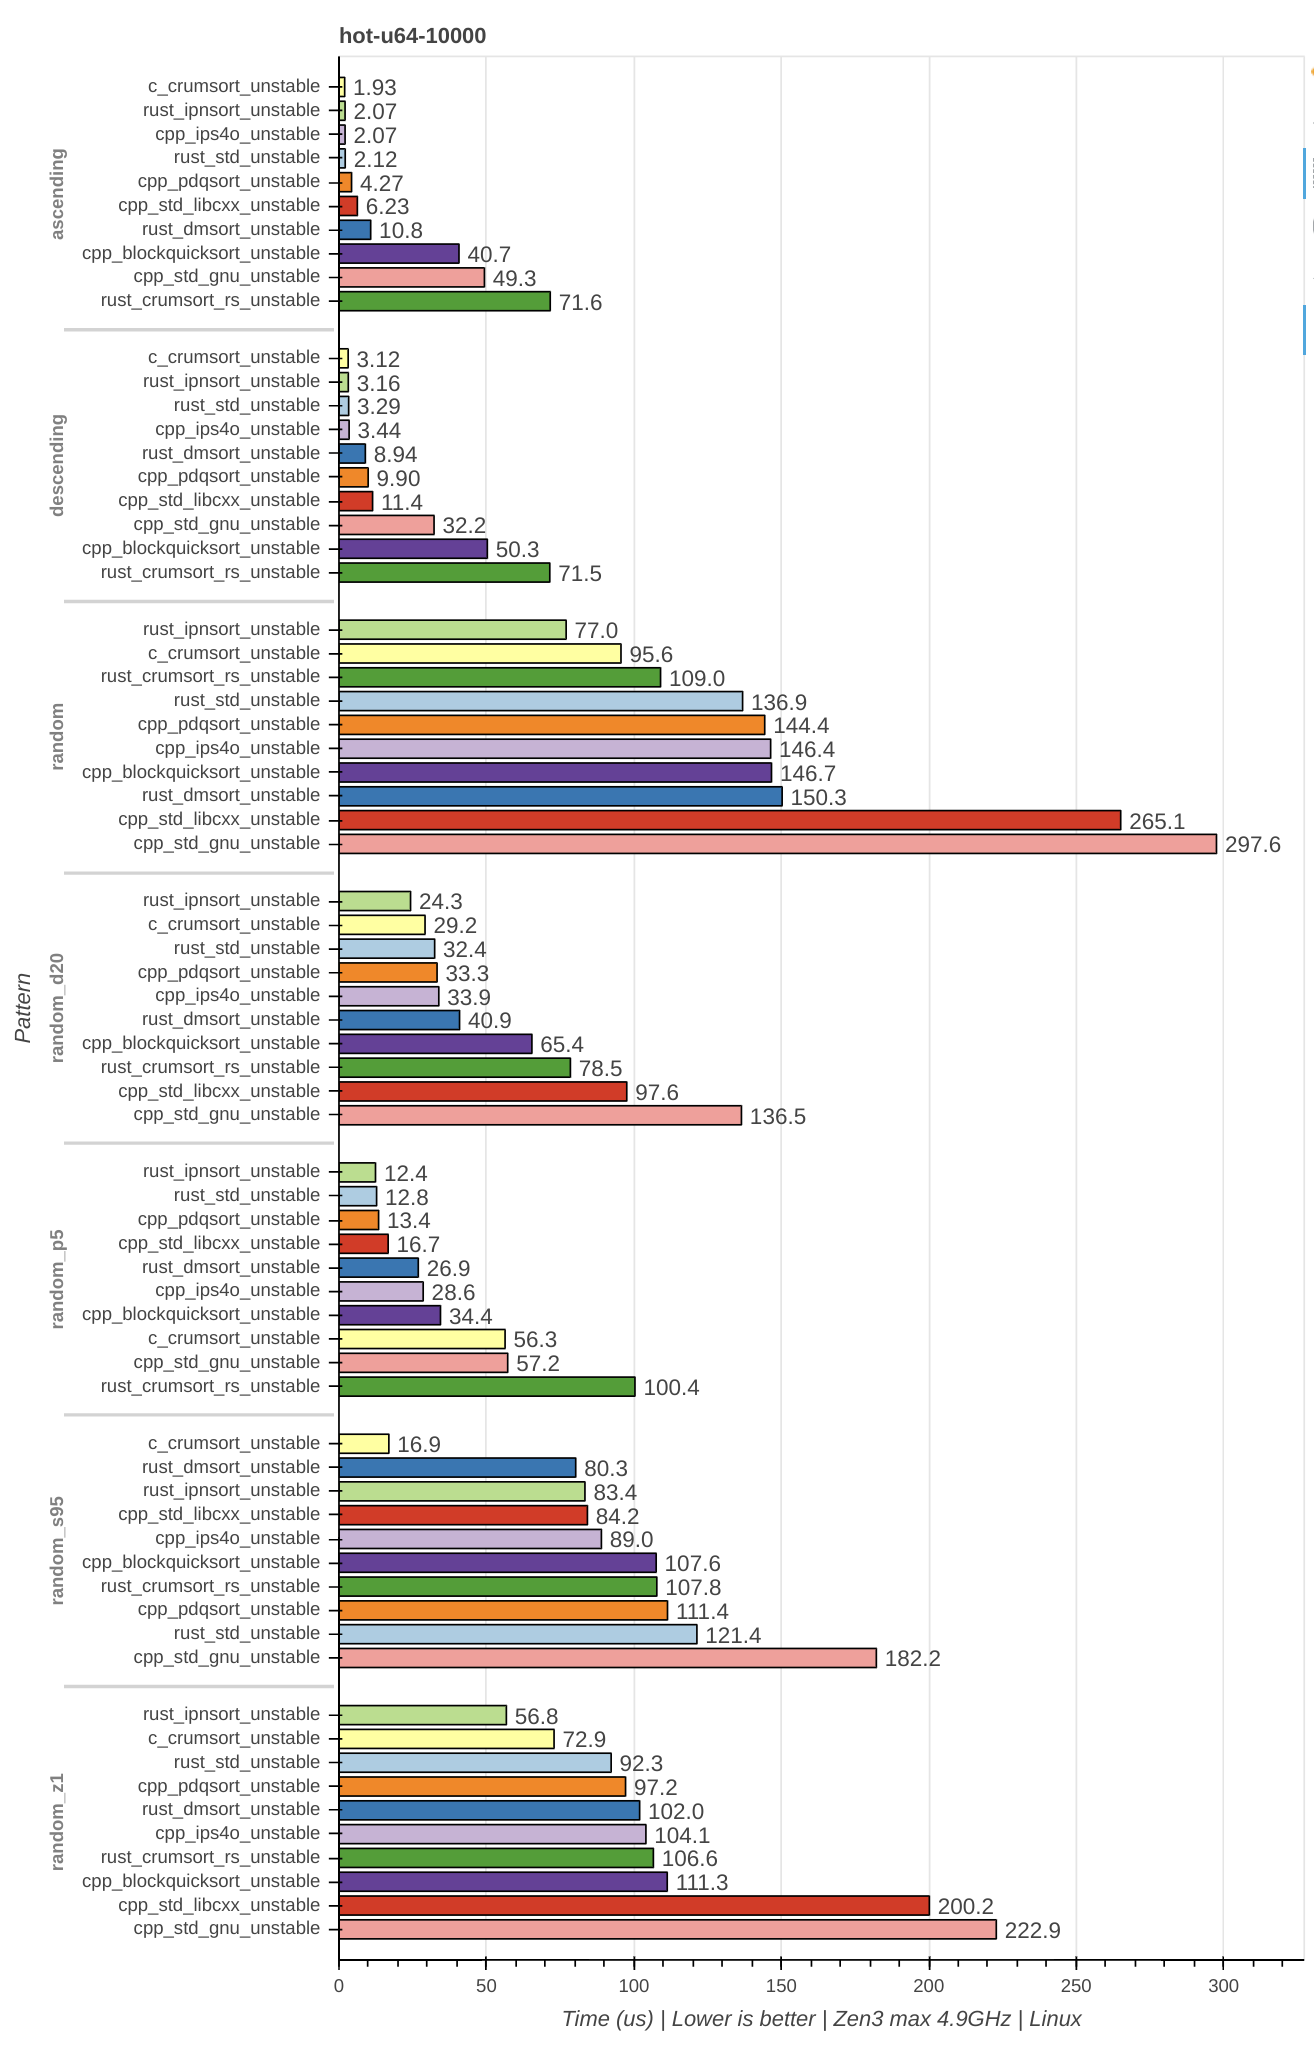 hot-u64-10000
Pattern
ascending
c_crumsort_unstable 1.93
rust_ipnsort_unstable 2.07
cpp_ips4o_unstable 2.07
rust_std_unstable 2.12
cpp_pdqsort_unstable 4.27
cpp_std_libcxx_unstable 6.23
rust_dmsort_unstable 10.8
cpp_blockquicksort_unstable 40.7
cpp_std_gnu_unstable 49.3
rust_crumsort_rs_unstable 71.6
descending
c_crumsort_unstable 3.12
rust_ipnsort_unstable 3.16
rust_std_unstable 3.29
cpp_ips4o_unstable 3.44
rust_dmsort_unstable 8.94
cpp_pdqsort_unstable 9.90
cpp_std_libcxx_unstable 11.4
cpp_std_gnu_unstable 32.2
cpp_blockquicksort_unstable 50.3
rust_crumsort_rs_unstable 71.5
random
rust_ipnsort_unstable 77.0
c_crumsort_unstable 95.6
rust_crumsort_rs_unstable 109.0
rust_std_unstable 136.9
cpp_pdqsort_unstable 144.4
cpp_ips4o_unstable 146.4
cpp_blockquicksort_unstable 146.7
rust_dmsort_unstable 150.3
cpp_std_libcxx_unstable 265.1
cpp_std_gnu_unstable 297.6
random_d20
rust_ipnsort_unstable 24.3
c_crumsort_unstable 29.2
rust_std_unstable 32.4
cpp_pdqsort_unstable 33.3
cpp_ips4o_unstable 33.9
rust_dmsort_unstable 40.9
cpp_blockquicksort_unstable 65.4
rust_crumsort_rs_unstable 78.5
cpp_std_libcxx_unstable 97.6
cpp_std_gnu_unstable 136.5
random_p5
rust_ipnsort_unstable 12.4
rust_std_unstable 12.8
cpp_pdqsort_unstable 13.4
cpp_std_libcxx_unstable 16.7
rust_dmsort_unstable 26.9
cpp_ips4o_unstable 28.6
cpp_blockquicksort_unstable 34.4
c_crumsort_unstable 56.3
cpp_std_gnu_unstable 57.2
rust_crumsort_rs_unstable 100.4
random_s95
c_crumsort_unstable 16.9
rust_dmsort_unstable 80.3
rust_ipnsort_unstable 83.4
cpp_std_libcxx_unstable 84.2
cpp_ips4o_unstable 89.0
cpp_blockquicksort_unstable 107.6
rust_crumsort_rs_unstable 107.8
cpp_pdqsort_unstable 111.4
rust_std_unstable 121.4
cpp_std_gnu_unstable 182.2
random_z1
rust_ipnsort_unstable 56.8
c_crumsort_unstable 72.9
rust_std_unstable 92.3
cpp_pdqsort_unstable 97.2
rust_dmsort_unstable 102.0
cpp_ips4o_unstable 104.1
rust_crumsort_rs_unstable 106.6
cpp_blockquicksort_unstable 111.3
cpp_std_libcxx_unstable 200.2
cpp_std_gnu_unstable 222.9
0 50 100 150 200 250 300
Time (us) | Lower is better | Zen3 max 4.9GHz | Linux